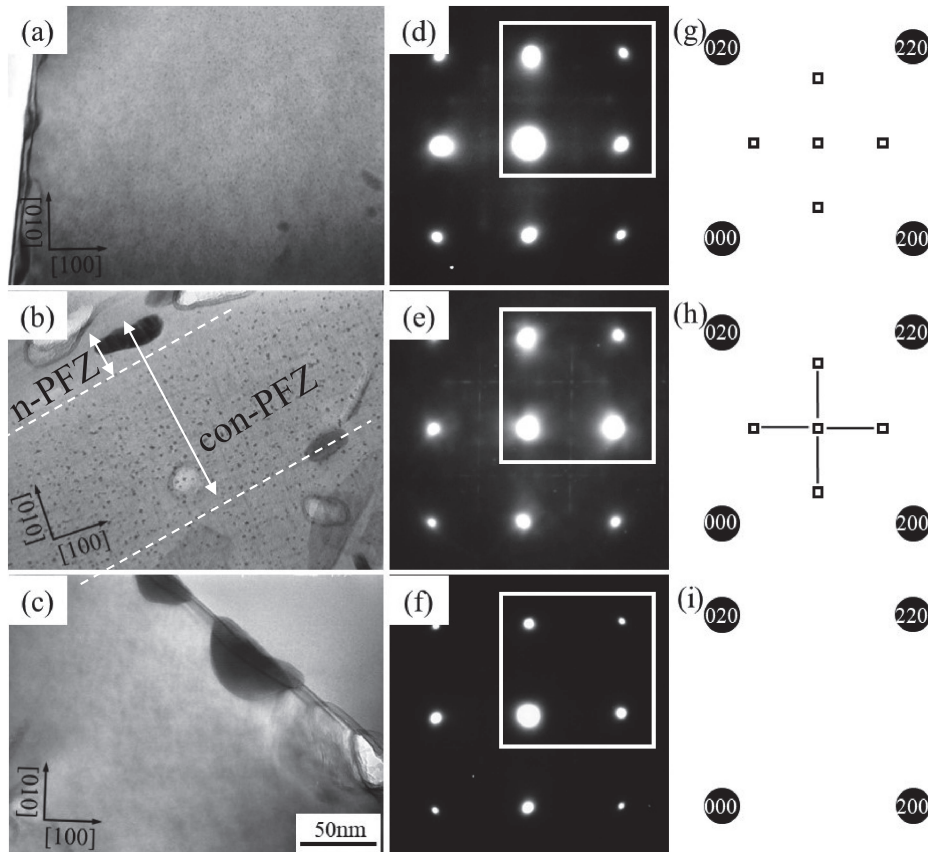 (a)
[010]
[100]
(d)
(g)
020
220
000
200
(b)
n-PFZ
con-PFZ
[010]
[100]
(e)
(h)
020
220
000
200
(c)
[010]
[100]
50nm
(f)
(i)
020
220
000
200